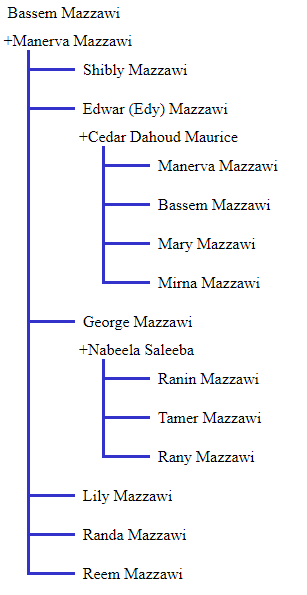 Bassem Mazzawi
+Manerva Mazzawi
Shibly Mazzawi
Edwar (Edy) Mazzawi
+Cedar Dahoud Maurice
Manerva Mazzawi
Bassem Mazzawi
Mary Mazzawi
Mirna Mazzawi
George Mazzawi
+Nabeela Saleeba
Ranin Mazzawi
Tamer Mazzawi
Rany Mazzawi
Lily Mazzawi
Randa Mazzawi
Reem Mazzawi